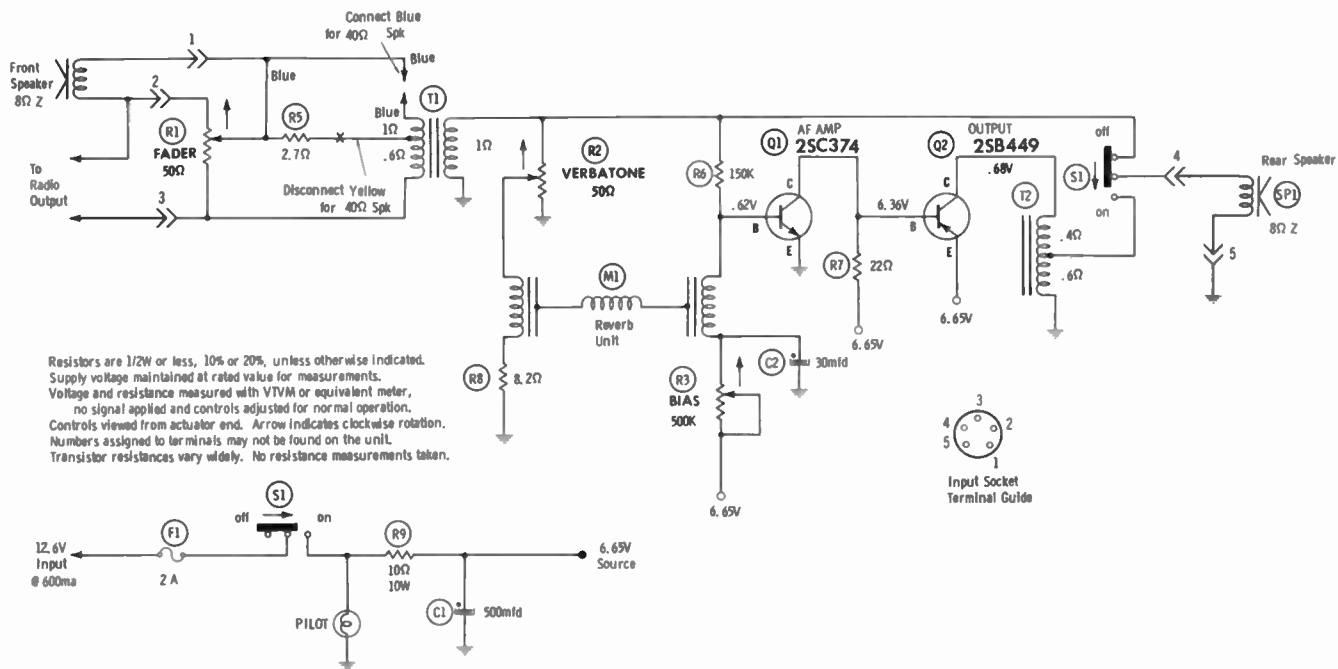 Connect Blue
for 40Ω Spk
1
Blue
Blue
Front
Speaker
8Ω Z
2
Blue
R1
FADER
50Ω
R5
2.7Ω
T1
1Ω
.6Ω
1Ω
To
Radio
Output
3
Disconnect Yellow
for 40Ω Spk
R2
VERBATONE
50Ω
R6
150K
.62V
Q1
AF AMP
2SC374
C
B
E
6.36V
R7
22Ω
6.65V
Q2
OUTPUT
2SB449
.68V
C
B
E
6.65V
T2
.4Ω
.6Ω
off
S1
on
4
Rear Speaker
SP1
8Ω Z
5
M1
Reverb
Unit
R8
8.2Ω
C2
30mfd
R3
BIAS
500K
6.65V
Resistors are 1/2W or less, 10% or 20%, unless otherwise indicated.
Supply voltage maintained at rated value for measurements.
Voltage and resistance measured with VTVM or equivalent meter,
no signal applied and controls adjusted for normal operation.
Controls viewed from actuator end. Arrow indicates clockwise rotation.
Numbers assigned to terminals may not be found on the unit.
Transistor resistances vary widely. No resistance measurements taken.
3
4
2
5
1
Input Socket
Terminal Guide
S1
off
on
F1
2 A
12.6V
Input
@ 600ma
R9
10Ω
10W
6.65V
Source
C1
500mfd
PILOT